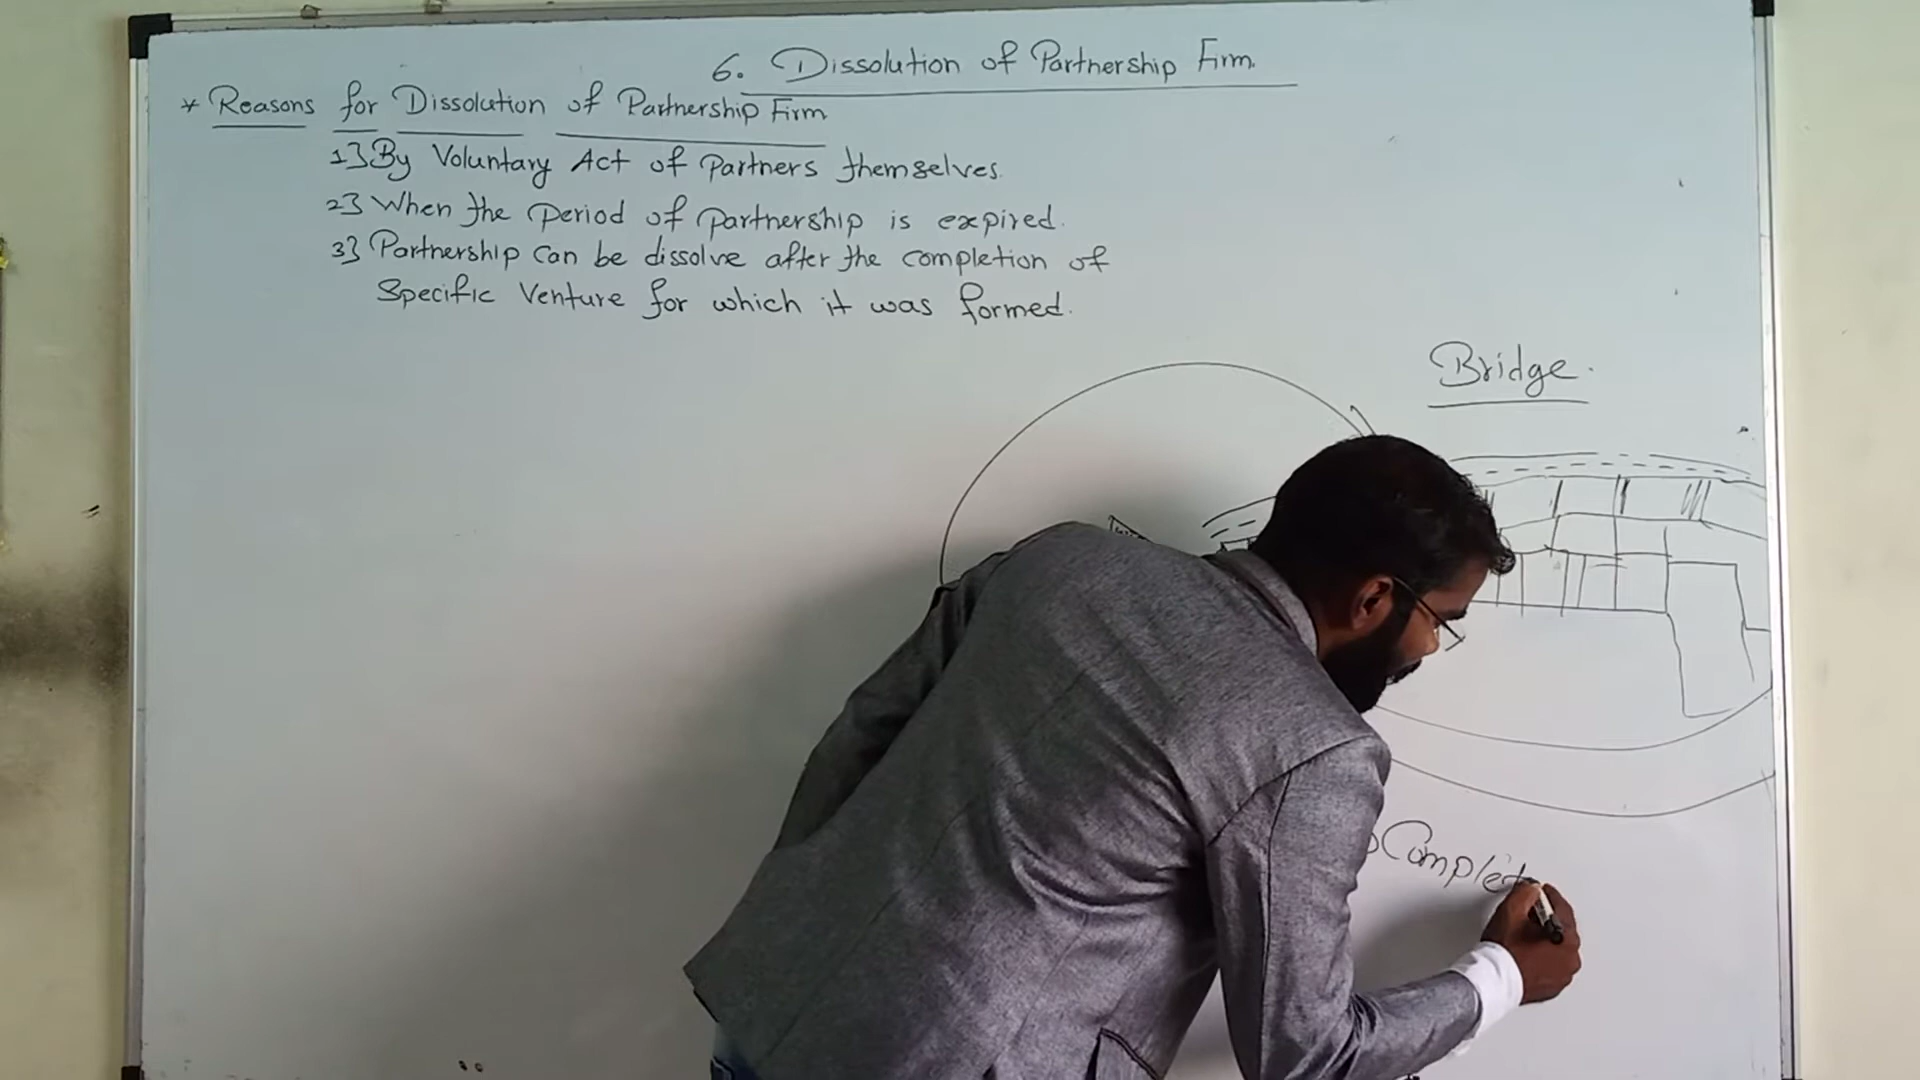 6. Dissolution of Partnership Firm.
* Reasons for Dissolution of Partnership Firm
1] By Voluntary Act of Partners themselves.
2] When the period of partnership is expired.
3] Partnership can be dissolve after the completion of
Specific Venture for which it was formed.
Bridge.
Complet